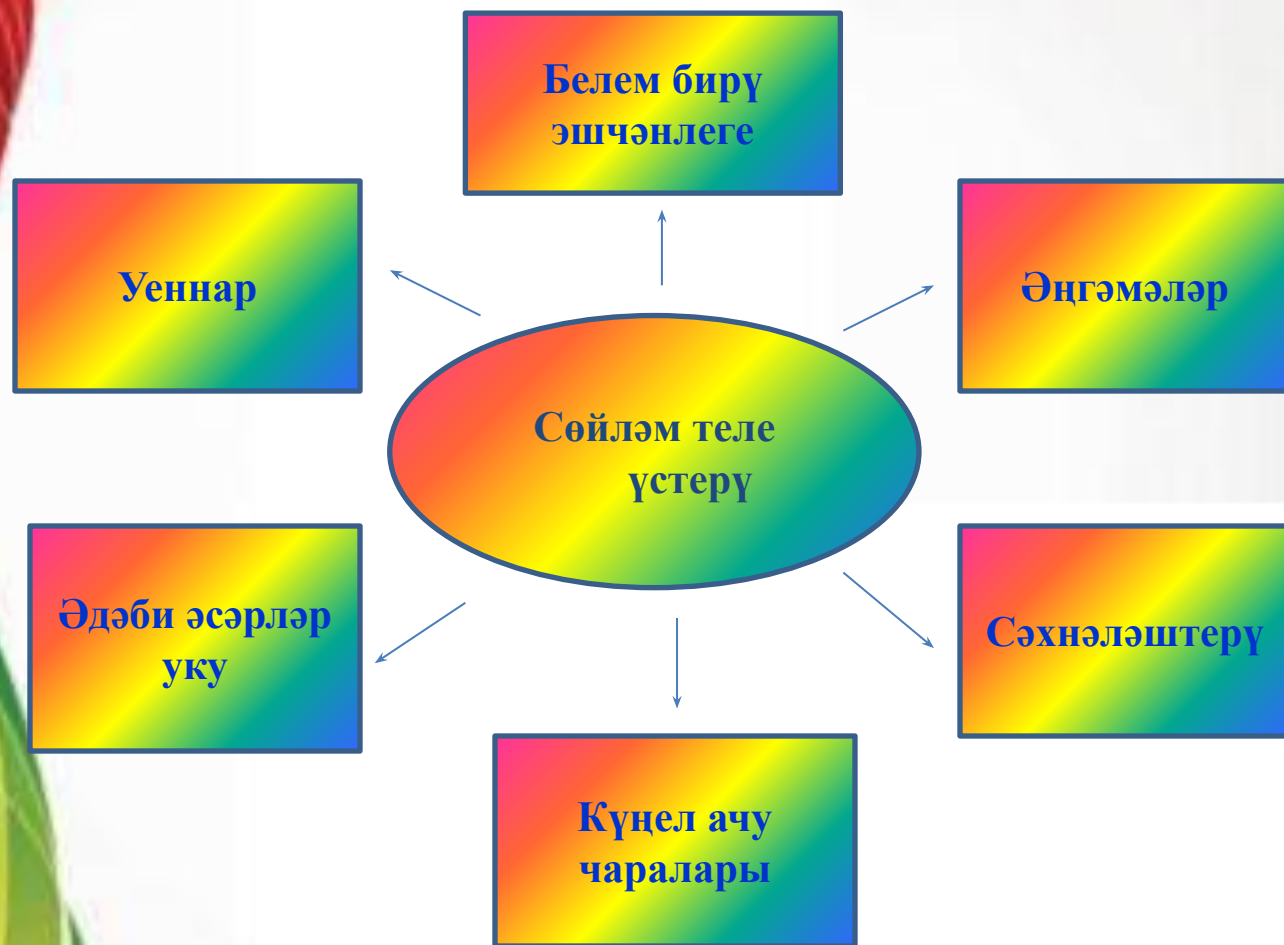 Белем бирү
эшчәнлеге
Уеннар
Әңгәмәләр
Сөйләм теле
үстерү
Әдәби әсәрләр
уку
Сәхнәләштерү
Күңел ачу
чаралары